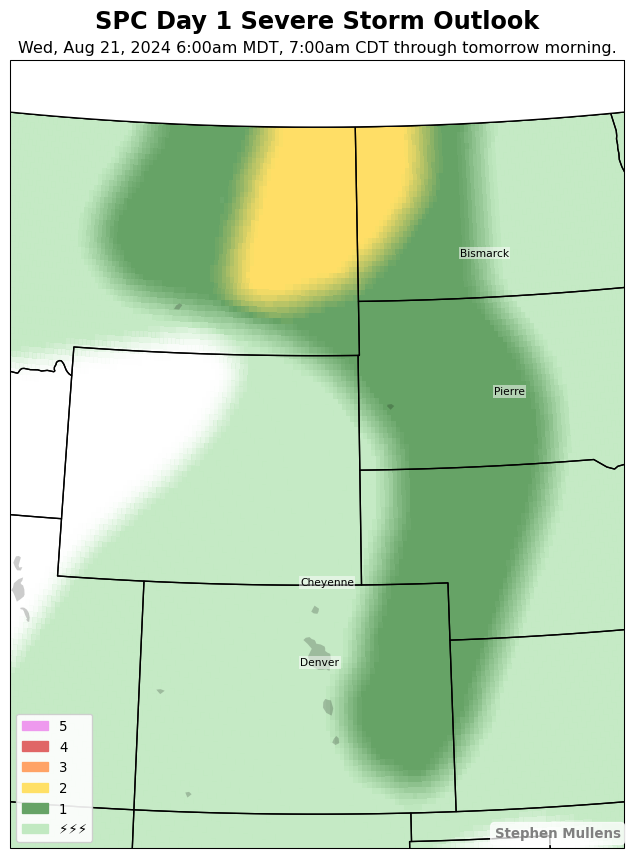 SPC Day 1 Severe Storm Outlook
Wed, Aug 21, 2024 6:00am MDT, 7:00am CDT through tomorrow morning.
Bismarck
Pierre
Cheyenne
Denver
5
4
3
2
1
⚡⚡⚡
Stephen Mullens